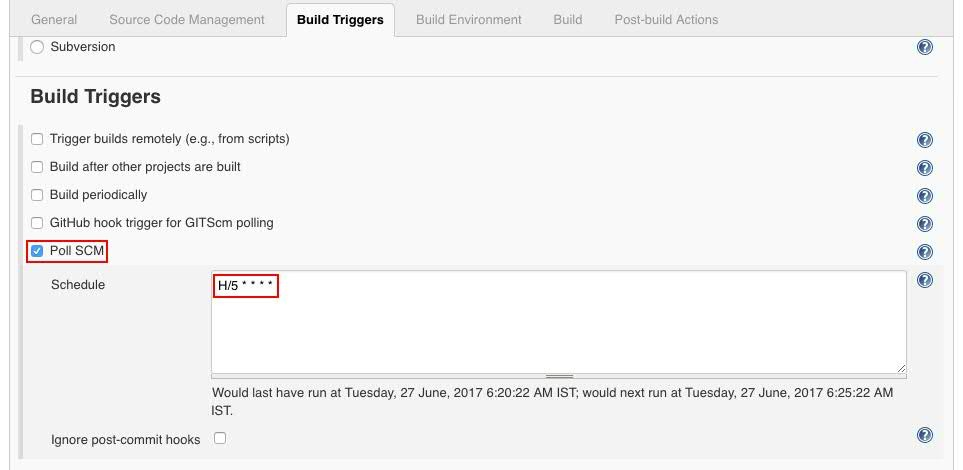 General Source Code Management Build Triggers Build Environment Build Post-build Actions
Subversion
Build Triggers
Trigger builds remotely (e.g., from scripts)
Build after other projects are built
Build periodically
GitHub hook trigger for GITScm polling
Poll SCM
Schedule
H/5 * * * *
Would last have run at Tuesday, 27 June, 2017 6:20:22 AM IST; would next run at Tuesday, 27 June, 2017 6:25:22 AM
IST.
Ignore post-commit hooks